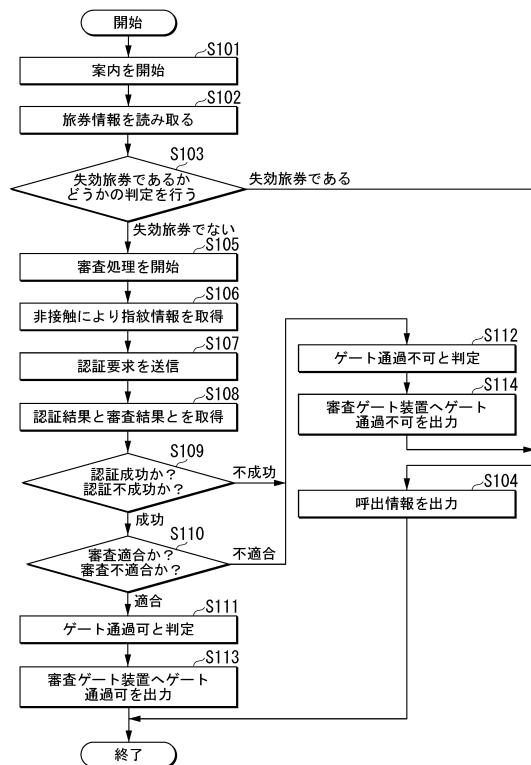 開始
S101
案内を開始
S102
旅券情報を読み取る
S103
失効旅券であるか
どうかの判定を行う
失効旅券である
失効旅券でない
S105
審査処理を開始
S106
非接触により指紋情報を取得
S107
認証要求を送信
S108
認証結果と審査結果とを取得
S109
認証成功か？
認証不成功か？
不成功
成功
S110
審査適合か？
審査不適合か？
不適合
適合
S111
ゲート通過可と判定
S113
審査ゲート装置へゲート
通過可を出力
S112
ゲート通過不可と判定
S114
審査ゲート装置へゲート
通過不可を出力
S104
呼出情報を出力
終了